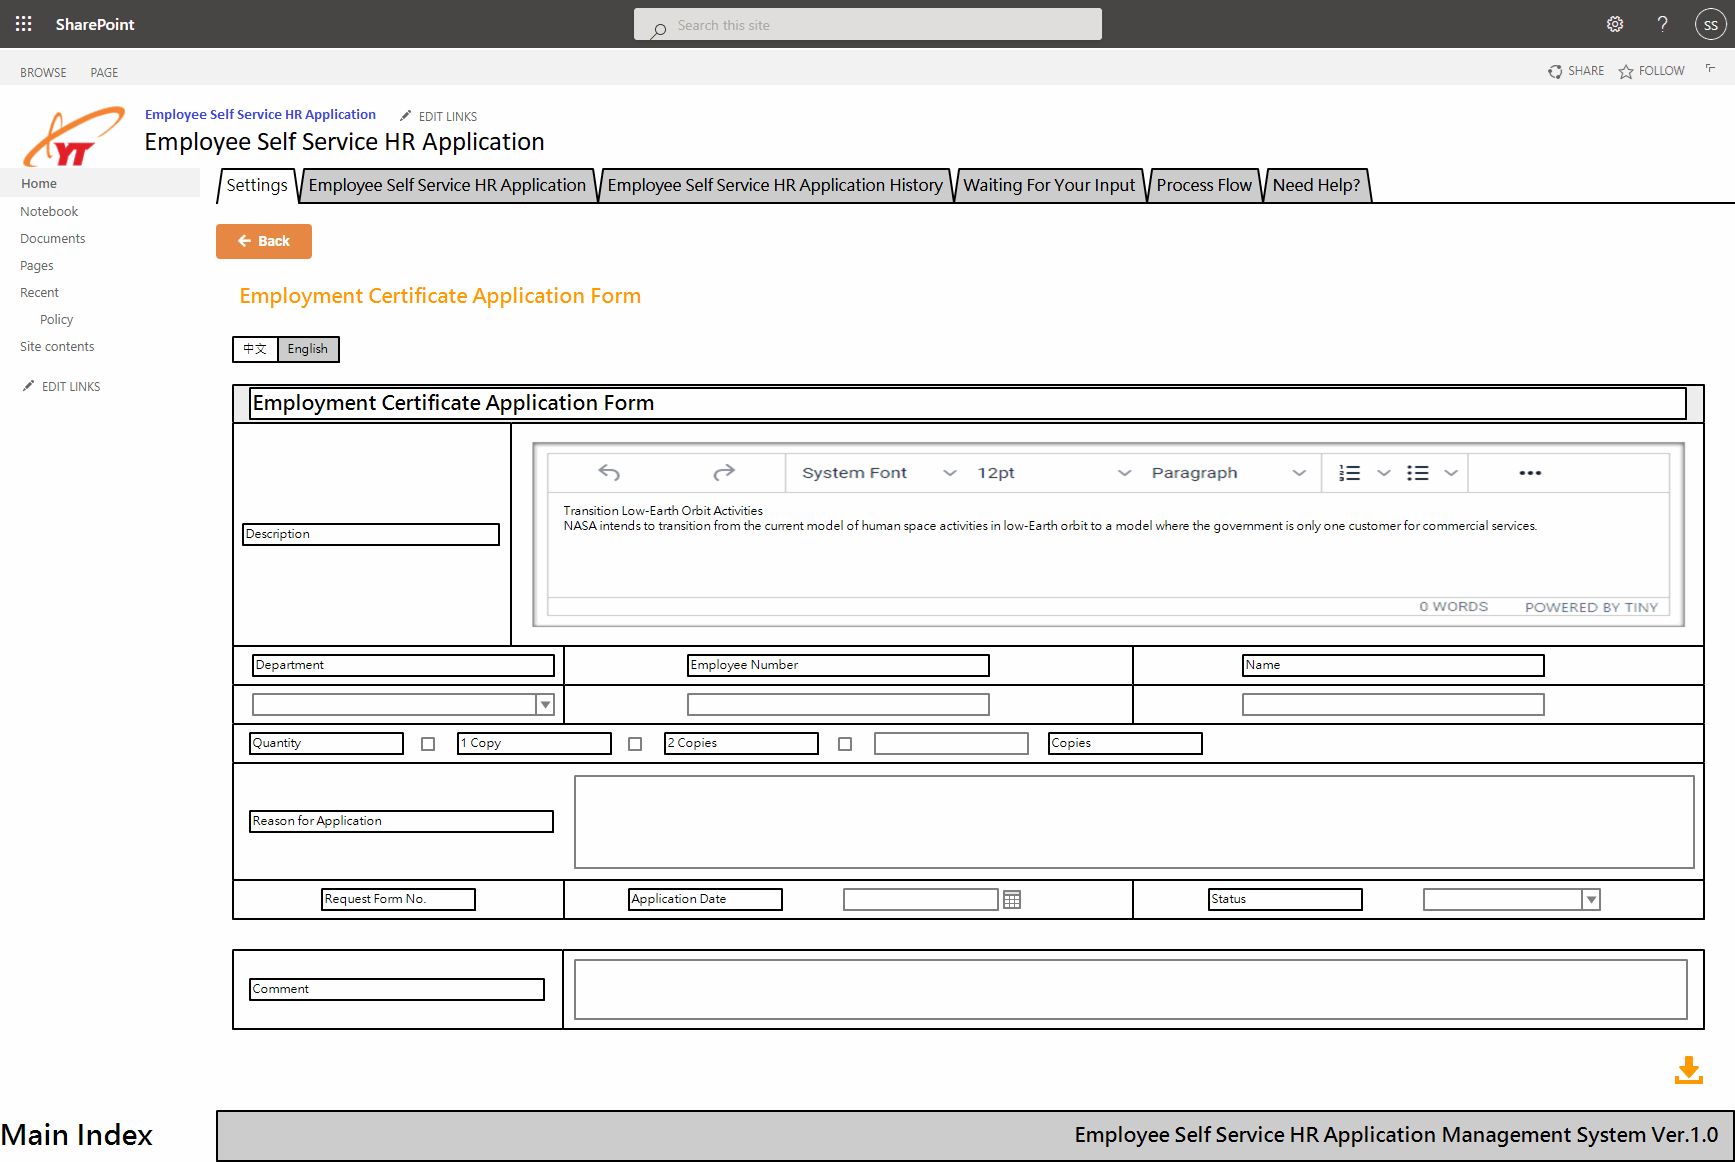 SharePoint
Search this site
?
SS
BROWSE
PAGE
SHARE
FOLLOW
YT
Employee Self Service HR Application
EDIT LINKS
Employee Self Service HR Application
Home
Notebook
Documents
Pages
Recent
Policy
Site contents
EDIT LINKS
Settings
Employee Self Service HR Application
Employee Self Service HR Application History
Waiting For Your Input
Process Flow
Need Help?
Back
Employment Certificate Application Form
中文
English
Employment Certificate Application Form
Description
System Font
12pt
Paragraph
Transition Low-Earth Orbit Activities
NASA intends to transition from the current model of human space activities in low-Earth orbit to a model where the government is only one customer for commercial services.
0 WORDS
POWERED BY TINY
Department
Employee Number
Name
Quantity
1 Copy
2 Copies
Copies
Reason for Application
Request Form No.
Application Date
Status
Comment
Main Index
Employee Self Service HR Application Management System Ver.1.0